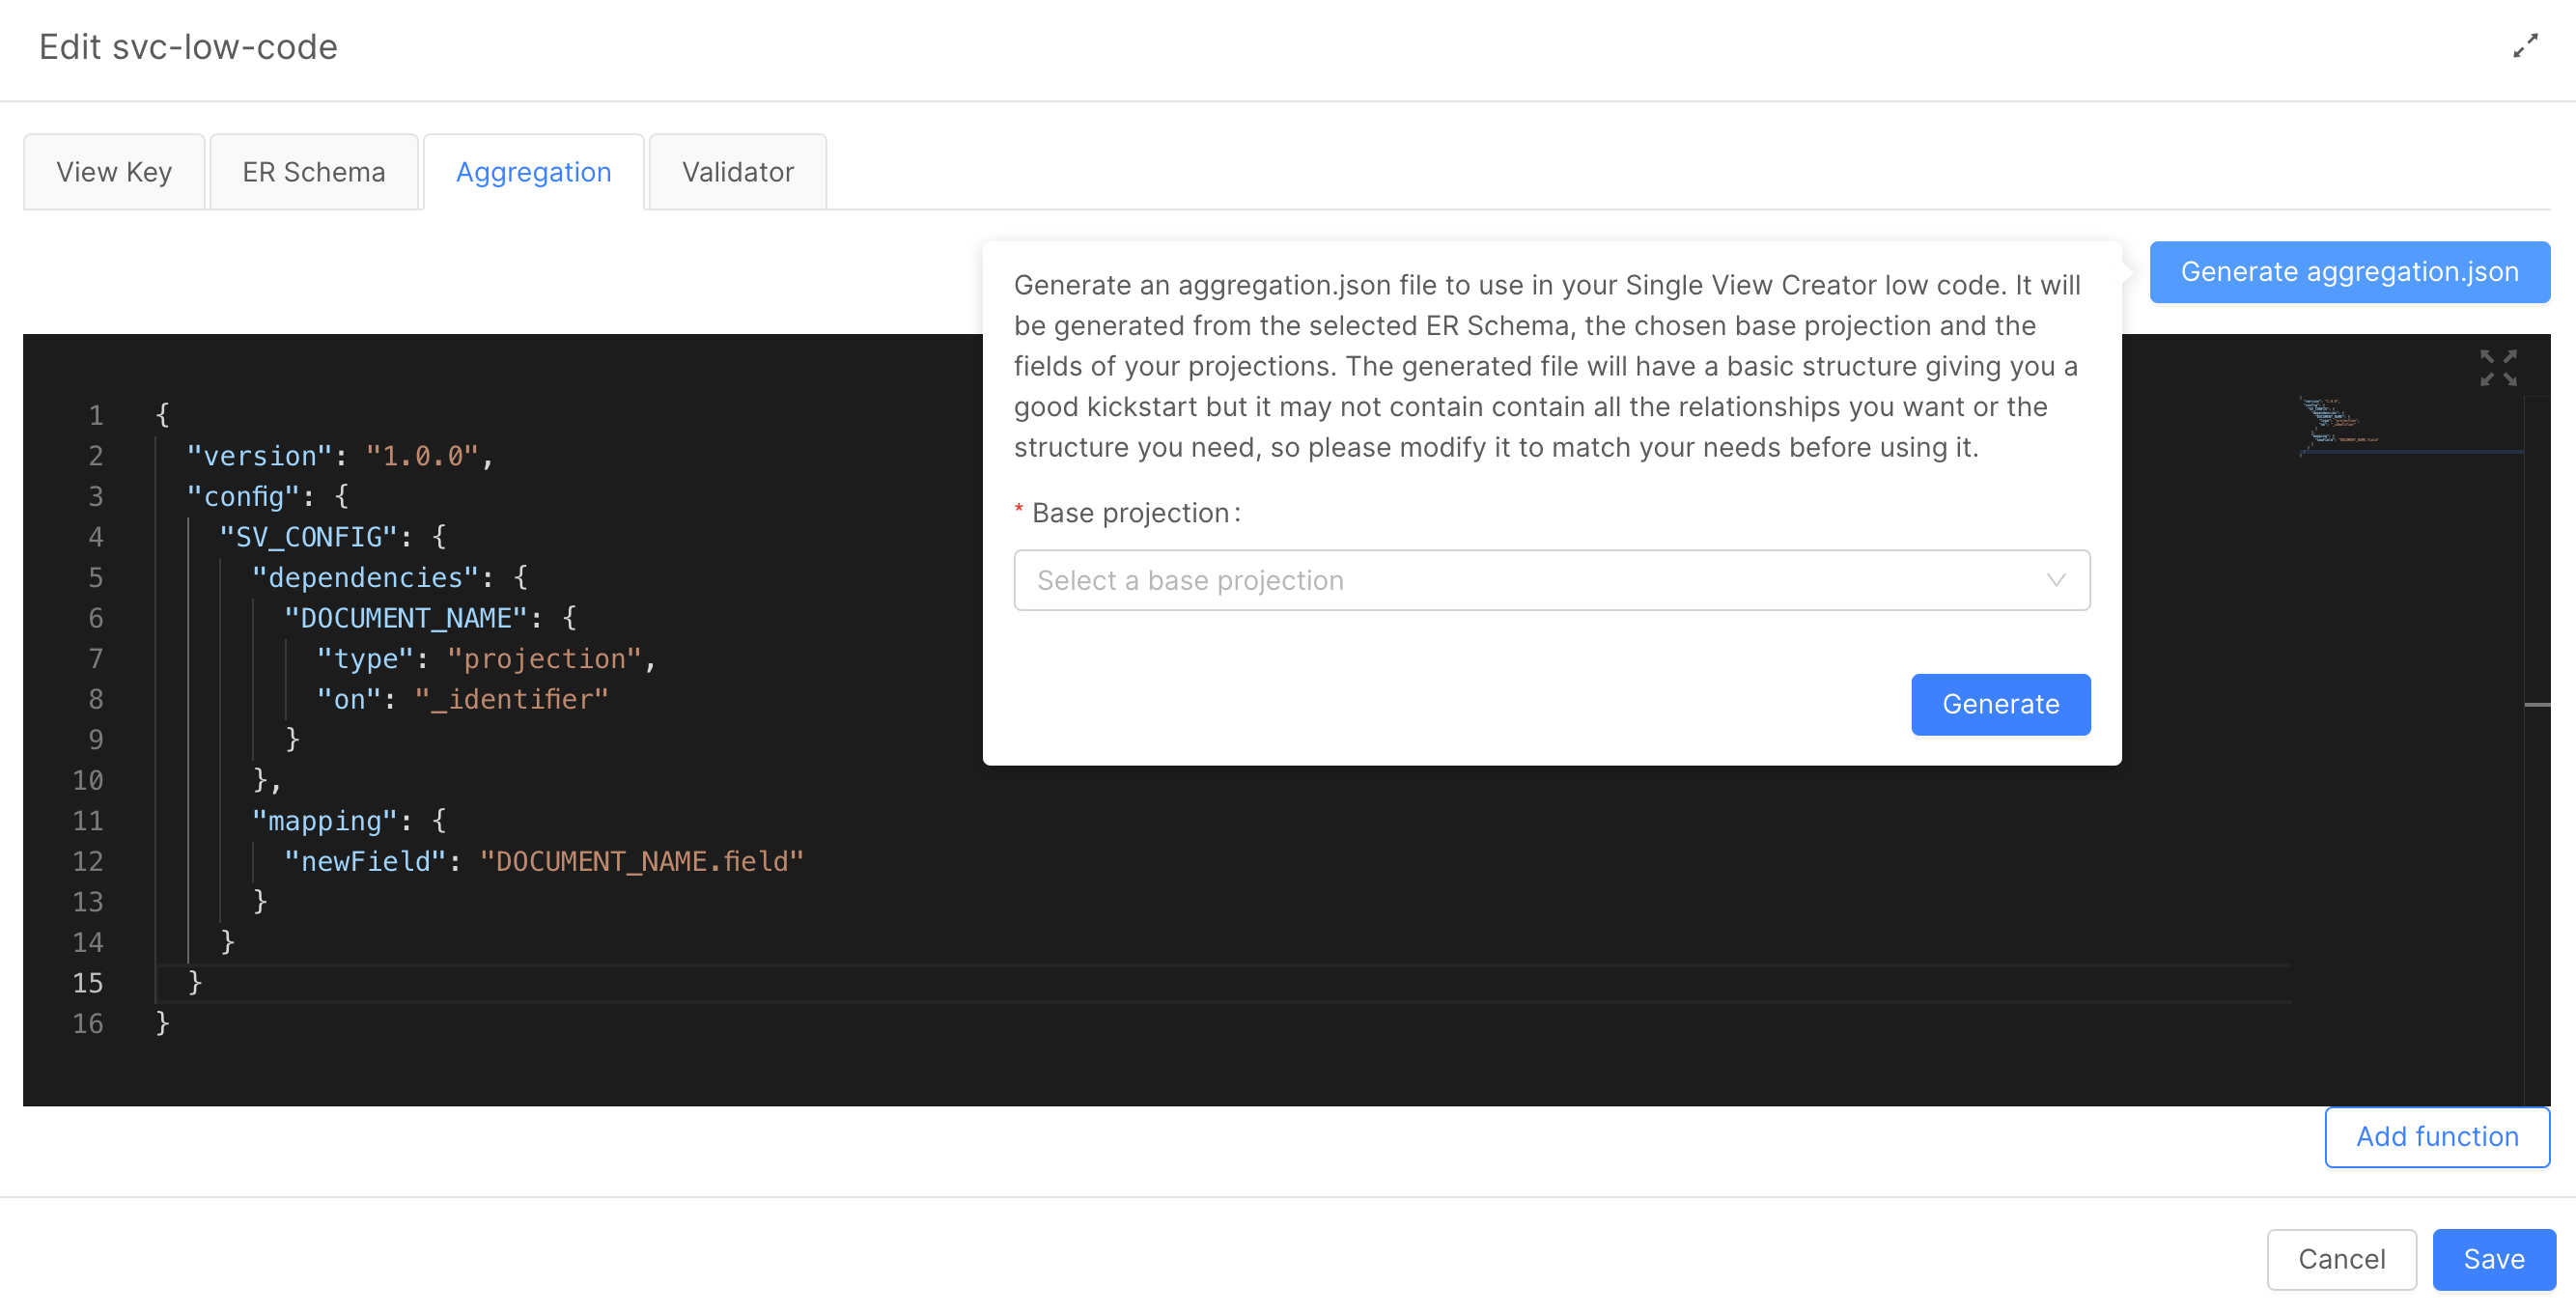 Edit svc-low-code
View Key
ER Schema
Aggregation
Validator
Generate aggregation.json
Generate an aggregation.json file to use in your Single View Creator low code. It will
be generated from the selected ER Schema, the chosen base projection and the
fields of your projections. The generated file will have a basic structure giving you a
good kickstart but it may not contain contain all the relationships you want or the
structure you need, so please modify it to match your needs before using it.
* Base projection:
Select a base projection
Generate
1 {
2   "version": "1.0.0",
3   "config": {
4     "SV_CONFIG": {
5       "dependencies": {
6         "DOCUMENT_NAME": {
7           "type": "projection",
8           "on": "_identifier"
9         }
10       },
11       "mapping": {
12         "newField": "DOCUMENT_NAME.field"
13       }
14     }
15   }
16 }
Add function
Cancel
Save